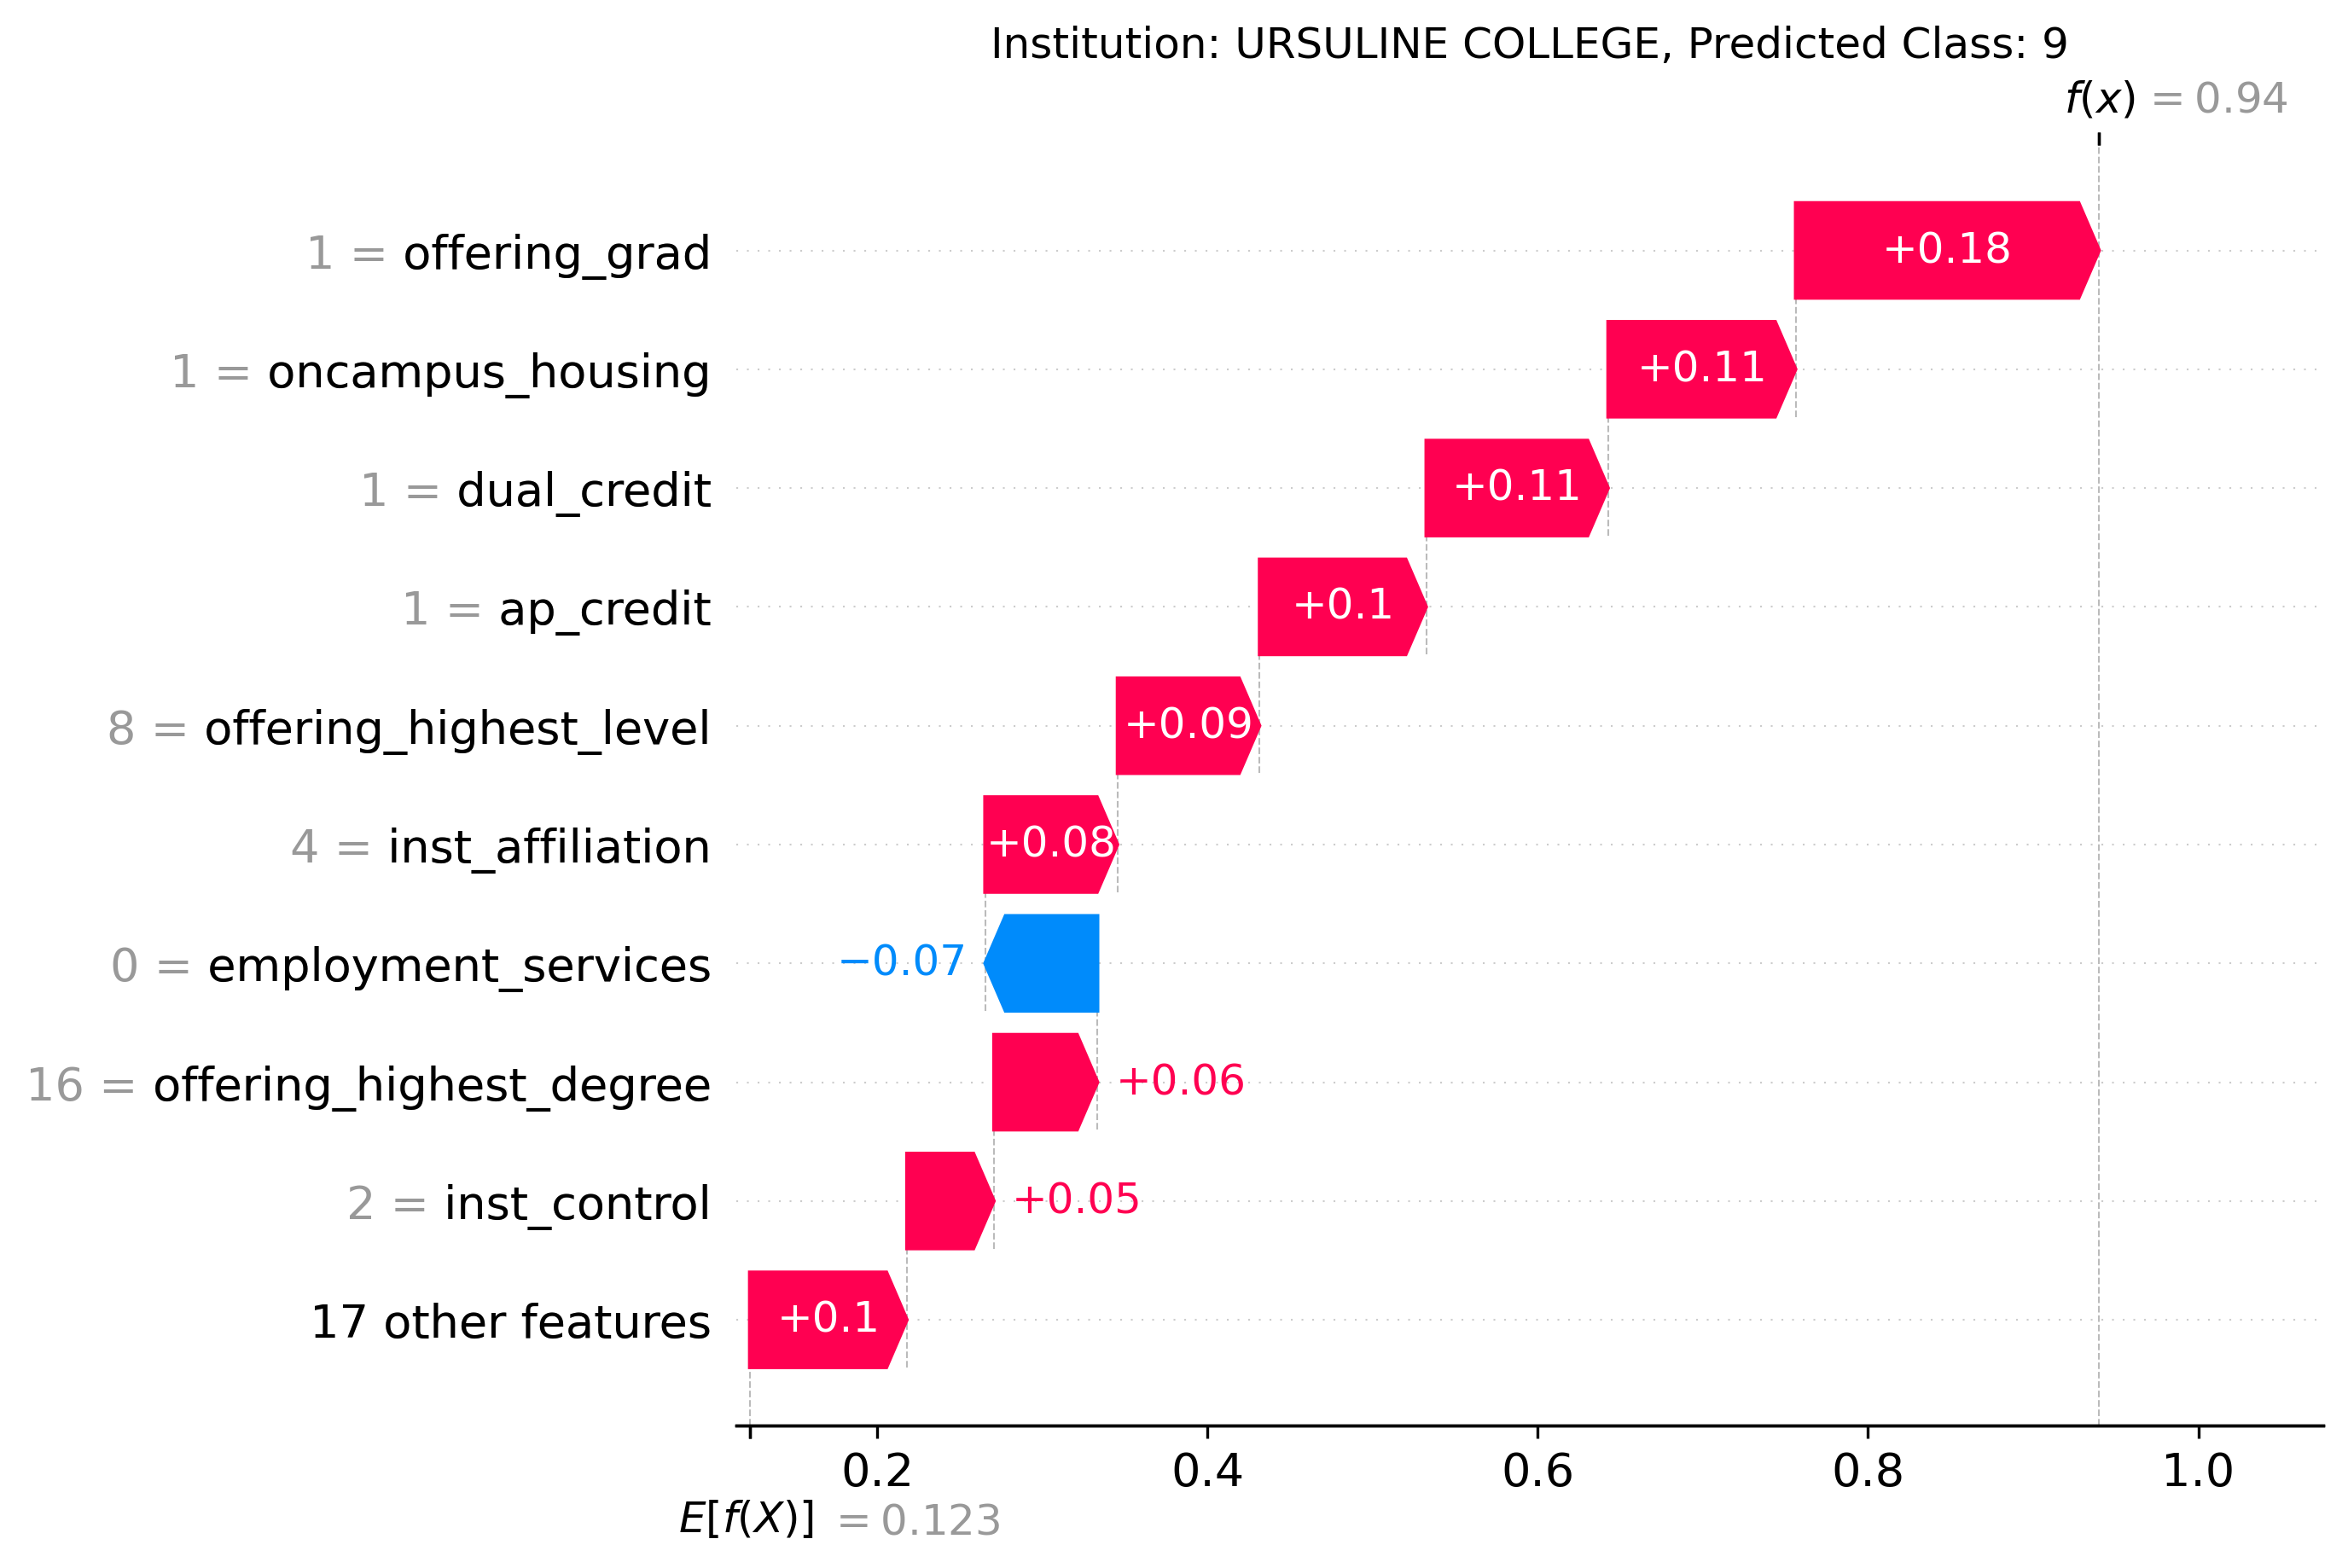 Institution: URSULINE COLLEGE, Predicted Class: 9
f(x) = 0.94
1 = offering_grad +0.18
1 = oncampus_housing +0.11
1 = dual_credit +0.11
1 = ap_credit +0.1
8 = offering_highest_level +0.09
4 = inst_affiliation +0.08
0 = employment_services −0.07
16 = offering_highest_degree +0.06
2 = inst_control +0.05
17 other features +0.1
0.2 0.4 0.6 0.8 1.0
E[f(X)] = 0.123